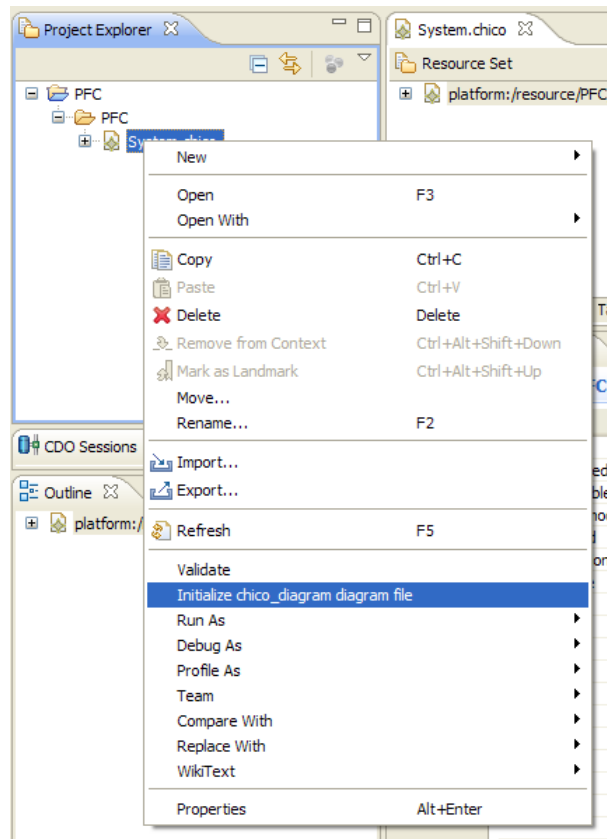 Project Explorer
System.chico
Resource Set
PFC
platform:/resource/PFC
PFC
System.chico
New
Open F3
Open With
Copy Ctrl+C
Paste Ctrl+V
Delete Delete
Remove from Context Ctrl+Alt+Shift+Down
Mark as Landmark Ctrl+Alt+Shift+Up
Move...
Rename... F2
CDO Sessions
Import...
Export...
Outline
platform:/
Refresh F5
Validate
Initialize chico_diagram diagram file
Run As
Debug As
Profile As
Team
Compare With
Replace With
WikiText
Properties Alt+Enter